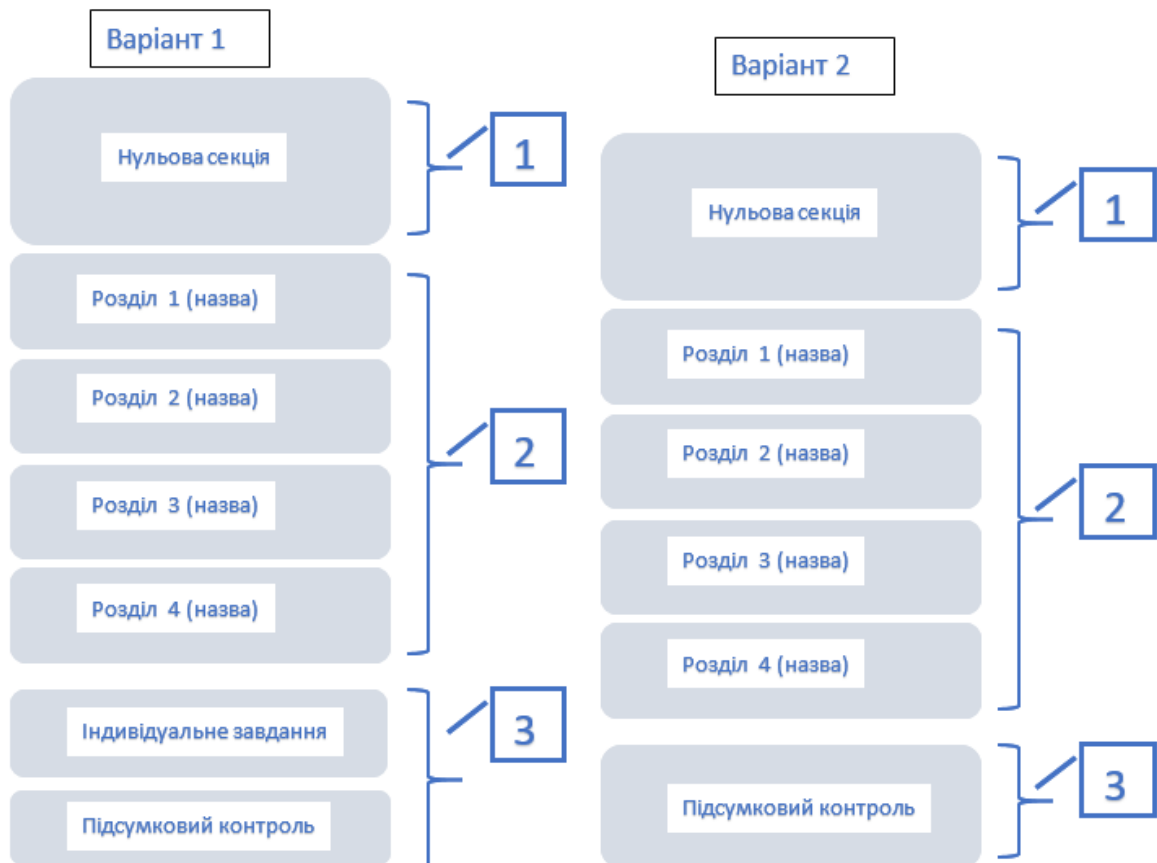 Варіант 1
Нульова секція
1
Розділ 1 (назва)
Розділ 2 (назва)
Розділ 3 (назва)
Розділ 4 (назва)
2
Індивідуальне завдання
Підсумковий контроль
3
Варіант 2
Нульова секція
1
Розділ 1 (назва)
Розділ 2 (назва)
Розділ 3 (назва)
Розділ 4 (назва)
2
Підсумковий контроль
3